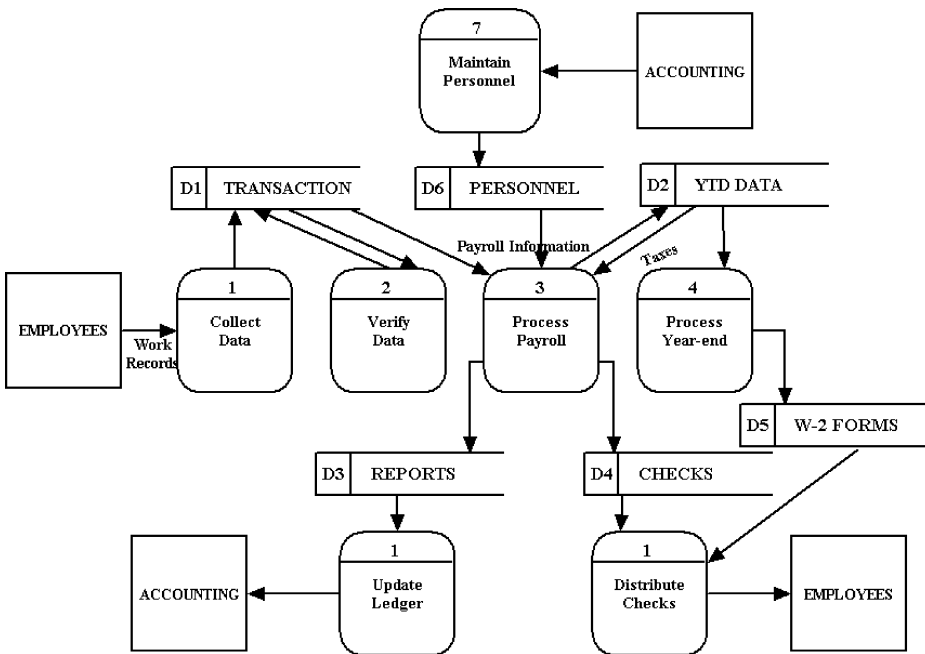 7
Maintain
Personnel
ACCOUNTING
D1 TRANSACTION
D6 PERSONNEL
D2 YTD DATA
Payroll Information
Taxes
EMPLOYEES
Work
Records
1
Collect
Data
2
Verify
Data
3
Process
Payroll
4
Process
Year-end
D5 W-2 FORMS
D3 REPORTS
D4 CHECKS
ACCOUNTING
1
Update
Ledger
1
Distribute
Checks
EMPLOYEES